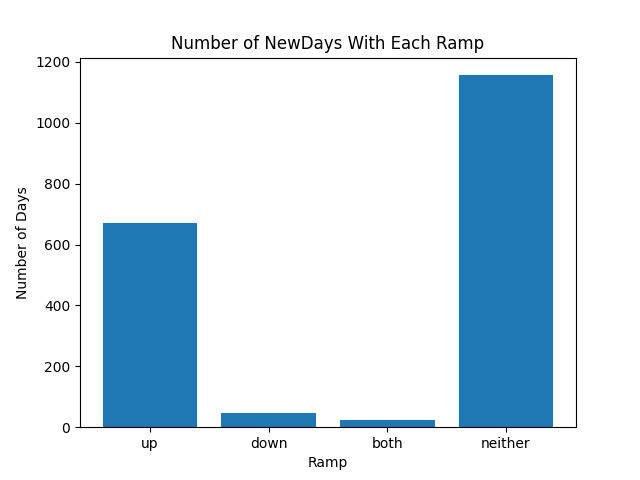 Number of NewDays With Each Ramp
1200
1000
800
600
400
200
0
Number of Days
up down both neither
Ramp